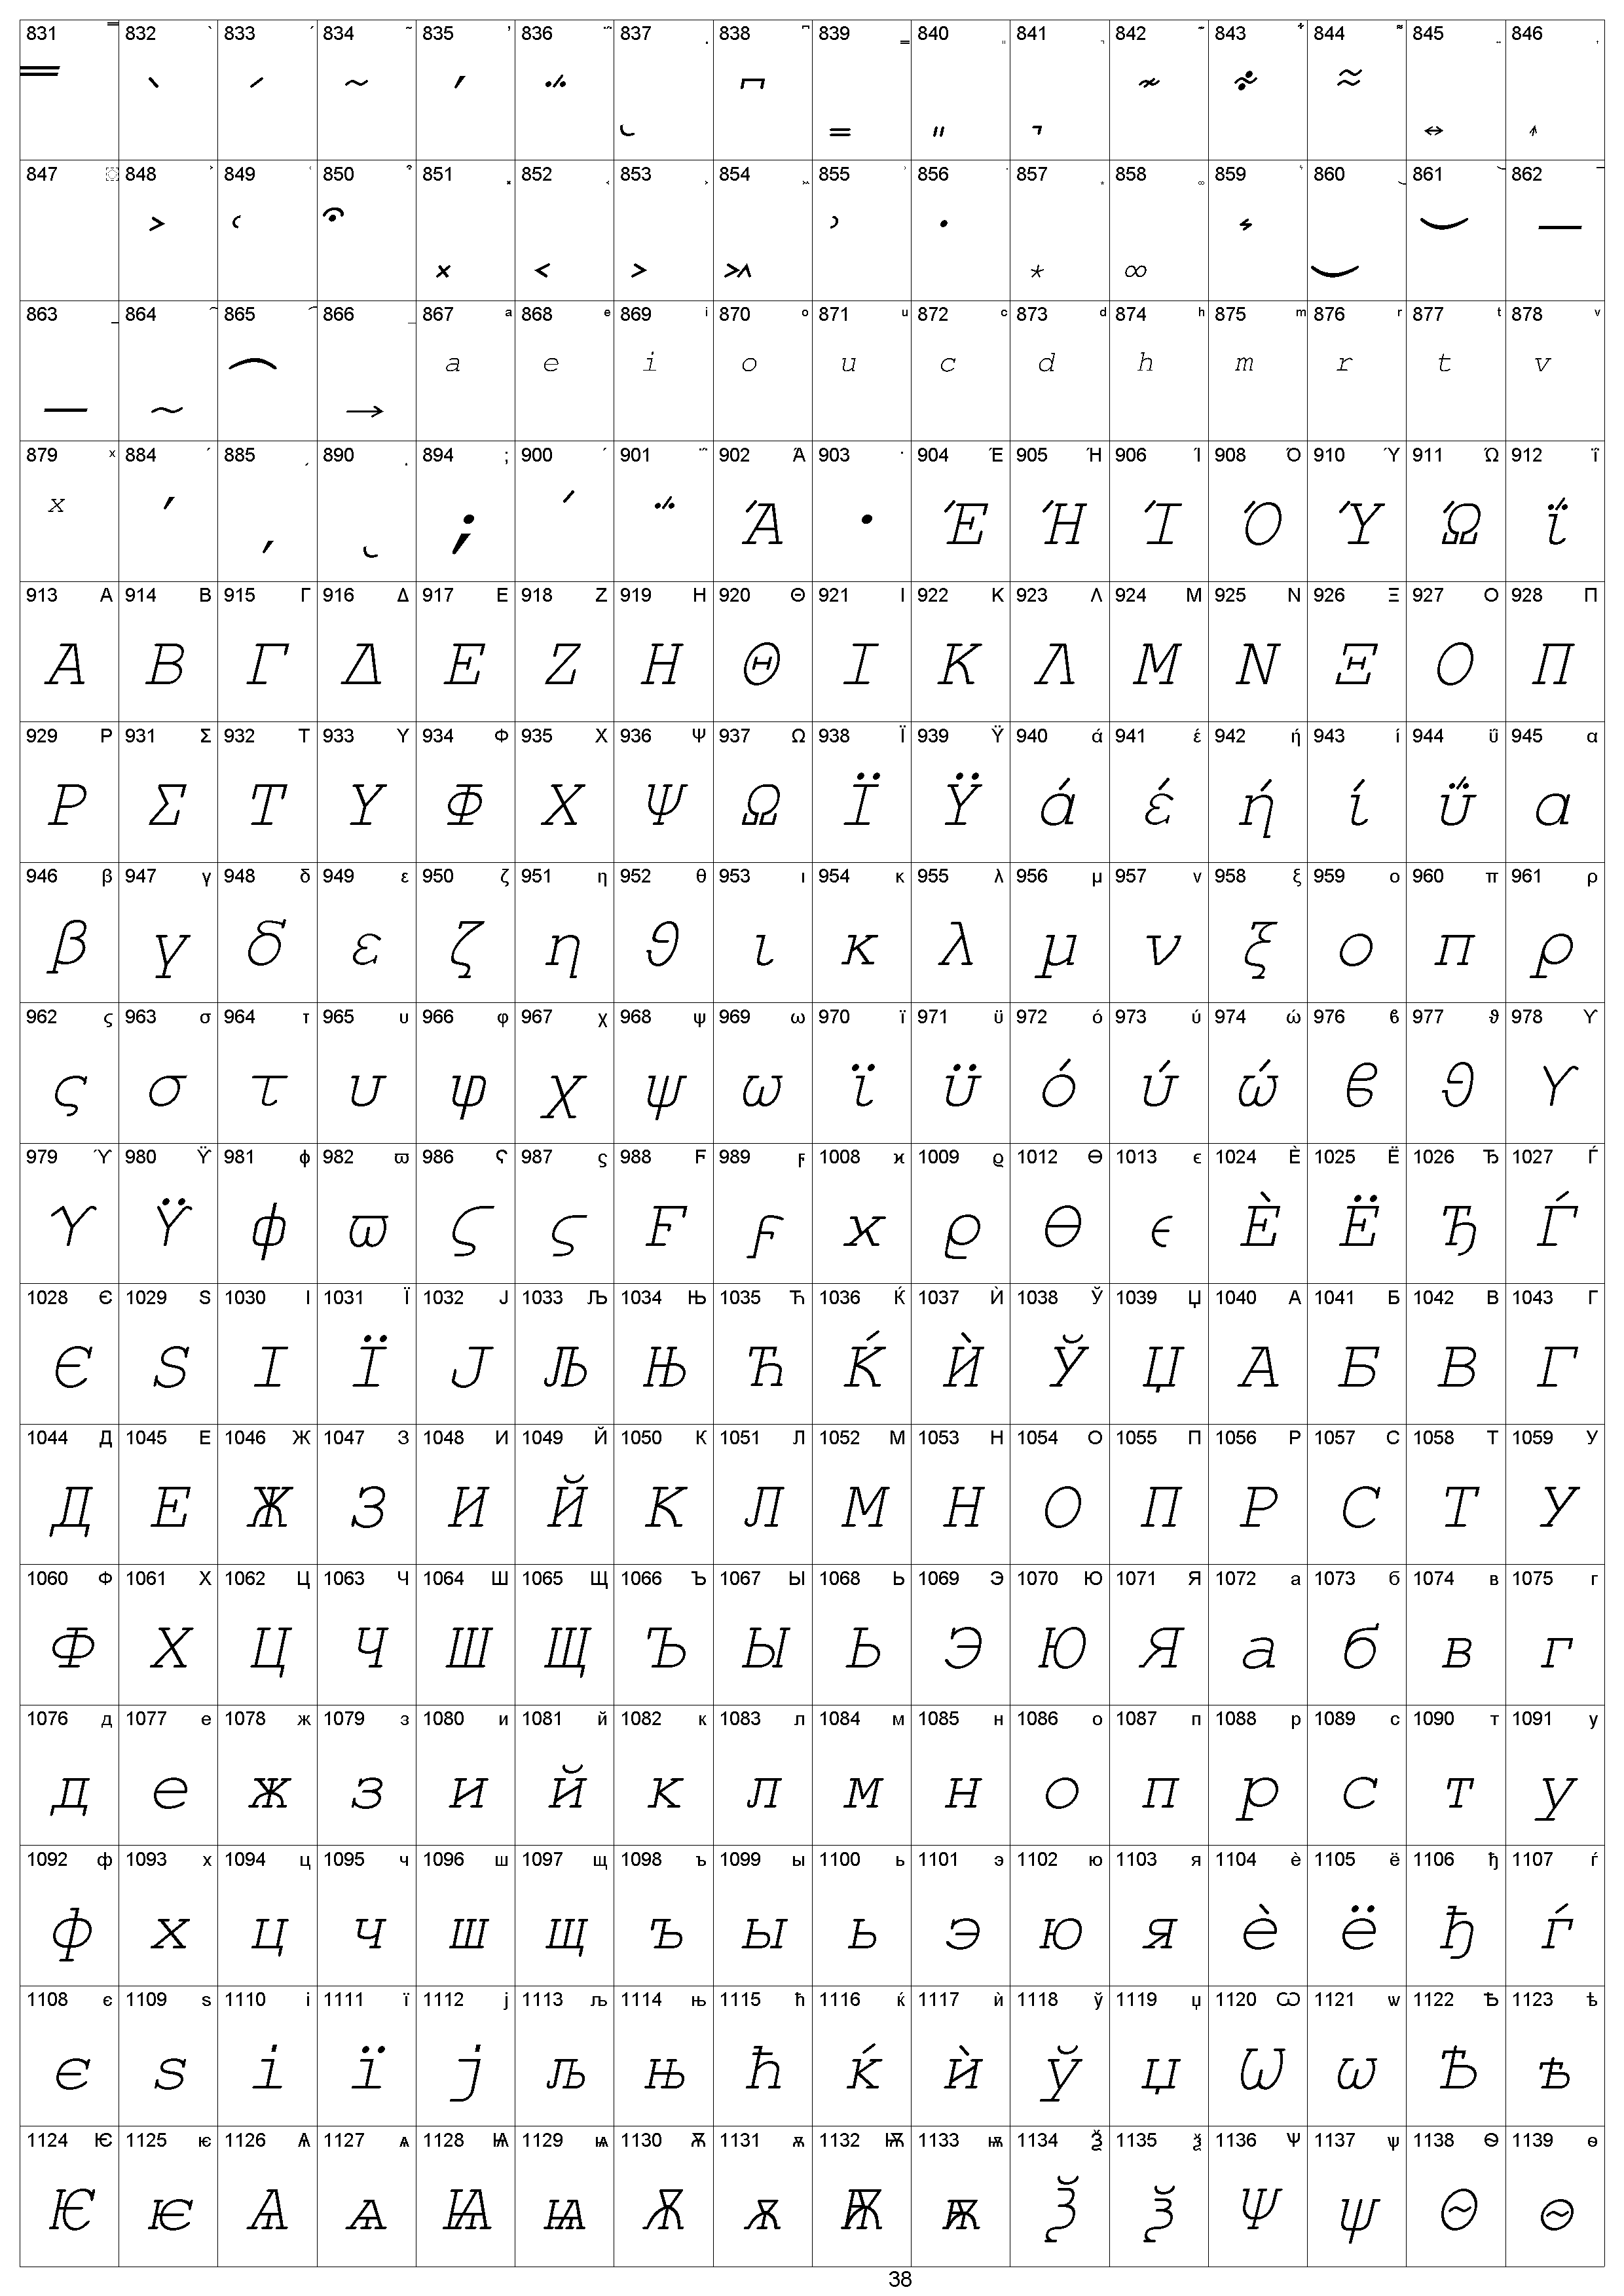 831 832 833 834 835 836 837 838 839 840 841 842 843 844 845 846
847 848 849 850 851 852 853 854 855 856 857 858 859 860 861 862
863 864 865 866 867 a 868 e 869 i 870 o 871 u 872 c 873 d 874 h 875 m 876 r 877 t 878 v
a e i o u c d h m r t v
879 x 884 ʹ 885 ͵ 890 ͺ 894 ; 900 ΄ 901 ΅ 902 Ά 903 · 904 Έ 905 Ή 906 Ί 908 Ό 910 Ύ 911 Ώ 912 ΐ
x ʹ ͵ ͺ ; ΄ ΅ Ά · Έ Ή Ί Ό Ύ Ώ ΐ
913 Α 914 Β 915 Γ 916 Δ 917 Ε 918 Ζ 919 Η 920 Θ 921 Ι 922 Κ 923 Λ 924 Μ 925 Ν 926 Ξ 927 Ο 928 Π
Α Β Γ Δ Ε Ζ Η Θ Ι Κ Λ Μ Ν Ξ Ο Π
929 Ρ 931 Σ 932 Τ 933 Υ 934 Φ 935 Χ 936 Ψ 937 Ω 938 Ϊ 939 Ϋ 940 ά 941 έ 942 ή 943 ί 944 ΰ 945 α
Ρ Σ Τ Υ Φ Χ Ψ Ω Ϊ Ϋ ά έ ή ί ΰ α
946 β 947 γ 948 δ 949 ε 950 ζ 951 η 952 θ 953 ι 954 κ 955 λ 956 μ 957 ν 958 ξ 959 ο 960 π 961 ρ
β γ δ ε ζ η θ ι κ λ μ ν ξ ο π ρ
962 ς 963 σ 964 τ 965 υ 966 φ 967 χ 968 ψ 969 ω 970 ϊ 971 ϋ 972 ό 973 ύ 974 ώ 976 ϐ 977 ϑ 978 ϒ
ς σ τ υ φ χ ψ ω ϊ ϋ ό ύ ώ ϐ ϑ ϒ
979 ϓ 980 ϔ 981 ϕ 982 ϖ 986 Ϛ 987 ϛ 988 Ϝ 989 ϝ 1008 ϰ 1009 ϱ 1012 ϴ 1013 ϵ 1024 Ѐ 1025 Ё 1026 Ђ 1027 Ѓ
ϓ ϔ ϕ ϖ Ϛ ϛ Ϝ ϝ ϰ ϱ ϴ ϵ Ѐ Ё Ђ Ѓ
1028 Є 1029 Ѕ 1030 І 1031 Ї 1032 Ј 1033 Љ 1034 Њ 1035 Ћ 1036 Ќ 1037 Ѝ 1038 Ў 1039 Џ 1040 А 1041 Б 1042 В 1043 Г
Є Ѕ І Ї Ј Љ Њ Ћ Ќ Ѝ Ў Џ А Б В Г
1044 Д 1045 Е 1046 Ж 1047 З 1048 И 1049 Й 1050 К 1051 Л 1052 М 1053 Н 1054 О 1055 П 1056 Р 1057 С 1058 Т 1059 У
Д Е Ж З И Й К Л М Н О П Р С Т У
1060 Ф 1061 Х 1062 Ц 1063 Ч 1064 Ш 1065 Щ 1066 Ъ 1067 Ы 1068 Ь 1069 Э 1070 Ю 1071 Я 1072 а 1073 б 1074 в 1075 г
Ф Х Ц Ч Ш Щ Ъ Ы Ь Э Ю Я а б в г
1076 д 1077 е 1078 ж 1079 з 1080 и 1081 й 1082 к 1083 л 1084 м 1085 н 1086 о 1087 п 1088 р 1089 с 1090 т 1091 у
д е ж з и й к л м н о п р с т у
1092 ф 1093 х 1094 ц 1095 ч 1096 ш 1097 щ 1098 ъ 1099 ы 1100 ь 1101 э 1102 ю 1103 я 1104 ѐ 1105 ё 1106 ђ 1107 ѓ
ф х ц ч ш щ ъ ы ь э ю я ѐ ё ђ ѓ
1108 є 1109 ѕ 1110 і 1111 ї 1112 ј 1113 љ 1114 њ 1115 ћ 1116 ќ 1117 ѝ 1118 ў 1119 џ 1120 Ѡ 1121 ѡ 1122 Ѣ 1123 ѣ
є ѕ і ї ј љ њ ћ ќ ѝ ў џ Ѡ ѡ Ѣ ѣ
1124 Ѥ 1125 ѥ 1126 Ѧ 1127 ѧ 1128 Ѩ 1129 ѩ 1130 Ѫ 1131 ѫ 1132 Ѭ 1133 ѭ 1134 Ѯ 1135 ѯ 1136 Ѱ 1137 ѱ 1138 Ѳ 1139 ѳ
Ѥ ѥ Ѧ ѧ Ѩ ѩ Ѫ ѫ Ѭ ѭ Ѯ ѯ Ѱ ѱ Ѳ ѳ
38